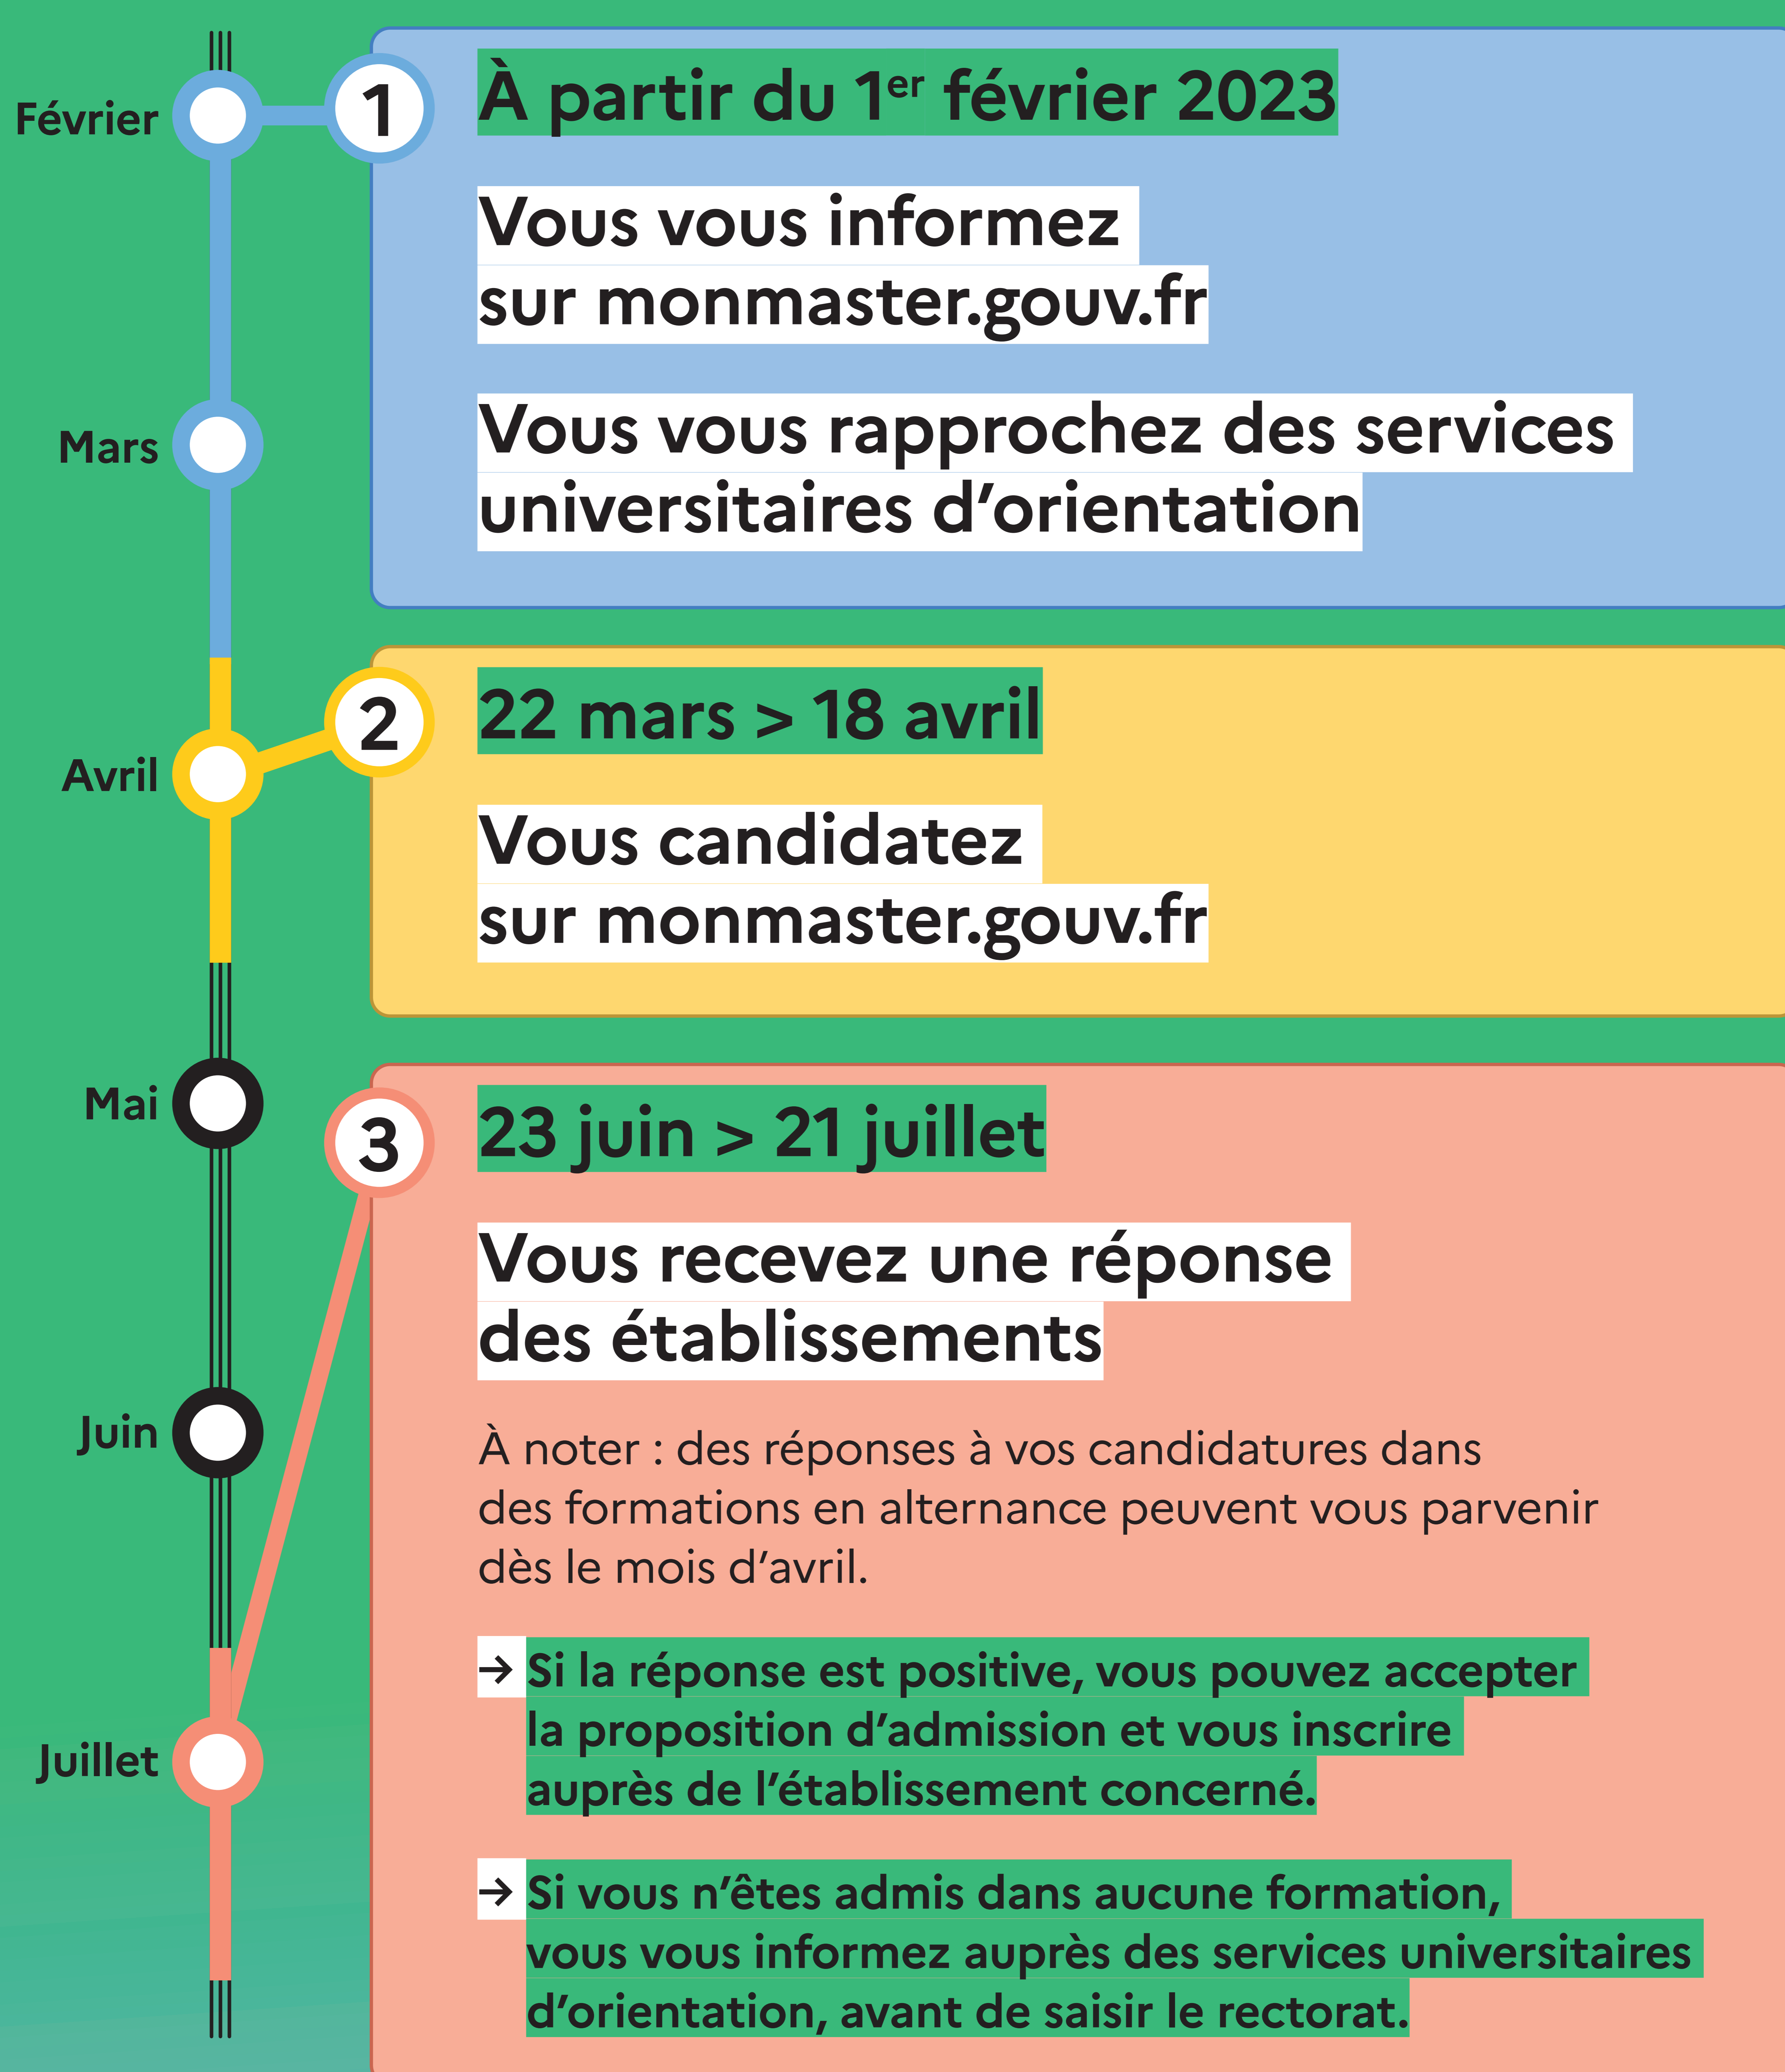 Février
1
À partir du 1er février 2023
Vous vous informez
sur monmaster.gouv.fr
Mars
Vous vous rapprochez des services
universitaires d’orientation
2
22 mars > 18 avril
Avril
Vous candidatez
sur monmaster.gouv.fr
Mai
3
23 juin > 21 juillet
Vous recevez une réponse
des établissements
Juin
À noter : des réponses à vos candidatures dans
des formations en alternance peuvent vous parvenir
dès le mois d’avril.
→ Si la réponse est positive, vous pouvez accepter
la proposition d’admission et vous inscrire
auprès de l’établissement concerné.
Juillet
→ Si vous n’êtes admis dans aucune formation,
vous vous informez auprès des services universitaires
d’orientation, avant de saisir le rectorat.